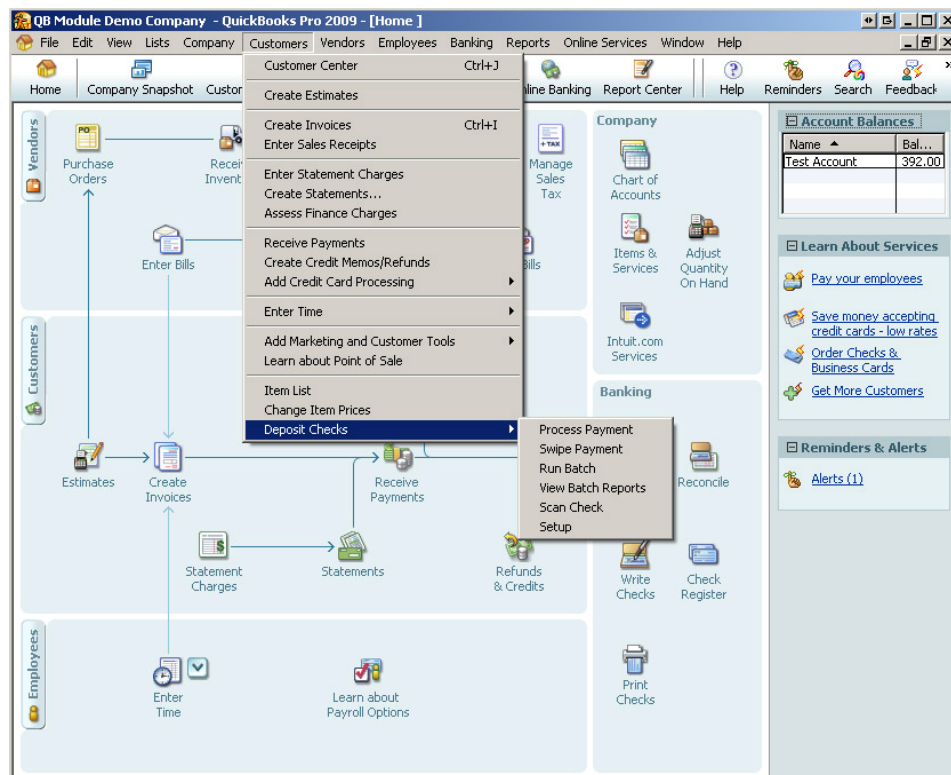 QB Module Demo Company - QuickBooks Pro 2009 - [Home ]
File Edit View Lists Company Customers Vendors Employees Banking Reports Online Services Window Help
Home Company Snapshot Banking Report Center Help Reminders Search Feedback
Customer Center Ctrl+J
Create Estimates
Create Invoices Ctrl+I
Enter Sales Receipts
Enter Statement Charges
Create Statements...
Assess Finance Charges
Receive Payments
Create Credit Memos/Refunds
Add Credit Card Processing
Enter Time
Add Marketing and Customer Tools
Learn about Point of Sale
Item List
Change Item Prices
Deposit Checks
Process Payment
Swipe Payment
Run Batch
View Batch Reports
Scan Check
Setup
Vendors
PO
Purchase
Orders
Enter Bills
+ TAX
Manage
Sales
Tax
Customers
Estimates
Create
Invoices
Receive
Payments
Statement
Charges
Statements
Refunds
& Credits
Employees
Enter
Time
Learn about
Payroll Options
Company
Chart of
Accounts
Items &
Services
Adjust
Quantity
On Hand
Intuit.com
Services
Banking
Reconcile
Write
Checks
Check
Register
Print
Checks
Account Balances
Name Bal...
Test Account 392.00
Learn About Services
Pay your employees
Save money accepting
credit cards - low rates
Order Checks &
Business Cards
Get More Customers
Reminders & Alerts
Alerts (1)